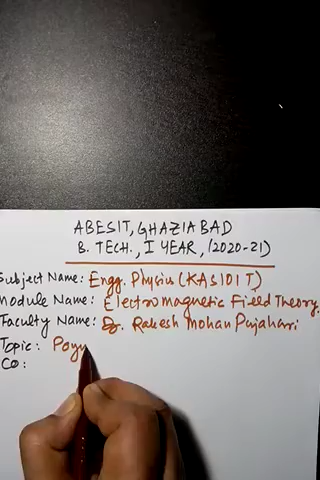 ABESIT, GHAZIABAD
B. TECH., I YEAR, (2020-21)
Subject Name: Engg. Physics (KAS101T)
Module Name: Electromagnetic Field Theory.
Faculty Name: Dr. Rakesh Mohan Pujahari
Topic: Poyn
CO: